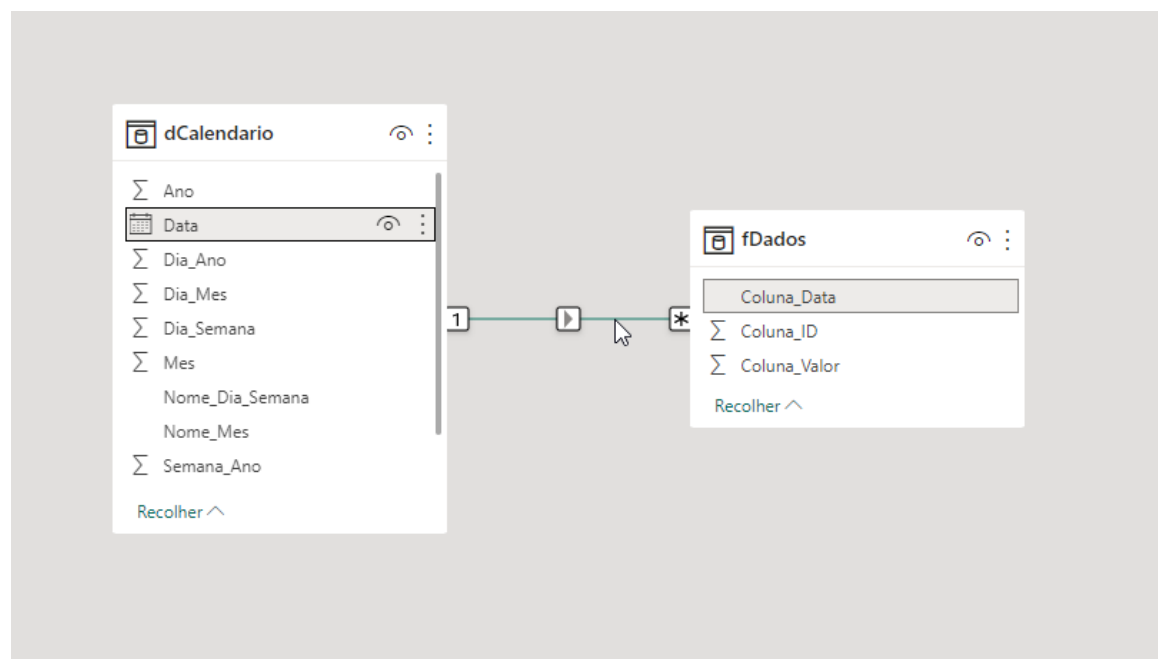 dCalendario
Ano
Data
Dia_Ano
Dia_Mes
Dia_Semana
Mes
Nome_Dia_Semana
Nome_Mes
Semana_Ano
Recolher
1
*
fDados
Coluna_Data
Coluna_ID
Coluna_Valor
Recolher